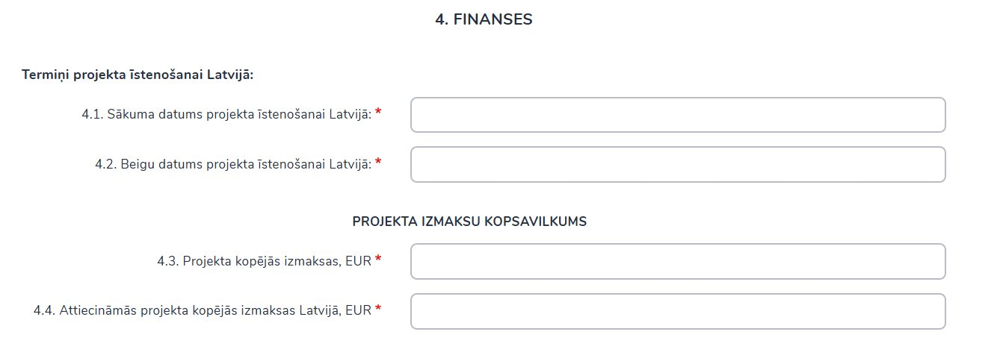 4. FINANSES
Termiņi projekta īstenošanai Latvijā:
4.1. Sākuma datums projekta īstenošanai Latvijā: *
4.2. Beigu datums projekta īstenošanai Latvijā: *
PROJEKTA IZMAKSU KOPSAVILKUMS
4.3. Projekta kopējās izmaksas, EUR *
4.4. Attiecināmās projekta kopējās izmaksas Latvijā, EUR *